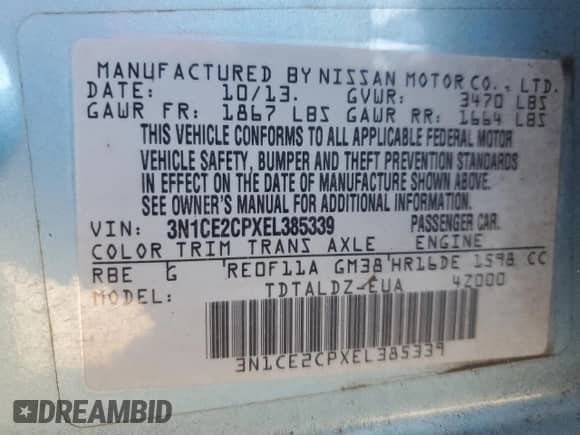 MANUFACTURED BY NISSAN MOTOR CO., LTD.
DATE: 10/13. GVWR: 3470 LBS
GAWR FR: 1867 LBS GAWR RR: 1664 LBS
THIS VEHICLE CONFORMS TO ALL APPLICABLE FEDERAL MOTOR
VEHICLE SAFETY, BUMPER AND THEFT PREVENTION STANDARDS
IN EFFECT ON THE DATE OF MANUFACTURE SHOWN ABOVE.
SEE OWNER'S MANUAL FOR ADDITIONAL INFORMATION.
VIN: 3N1CE2CPXEL385339 PASSENGER CAR.
COLOR TRIM TRANS AXLE ENGINE
RBE G RE0F11A GM38 HR16DE 1598 CC
MODEL: TDTALDZ-EUA 4Z000
3N1CE2CPXEL385339
DREAMBID